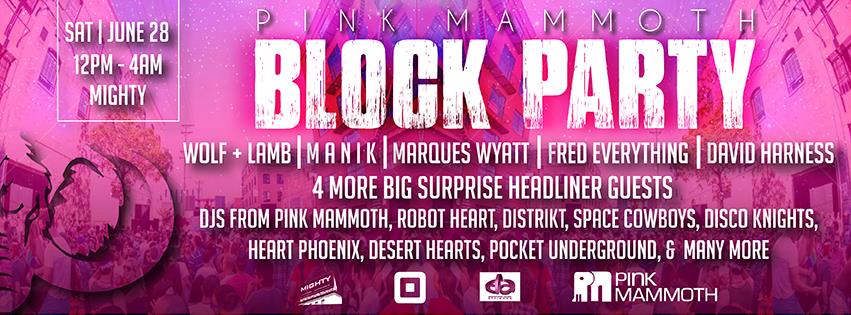 PINK MAMMOTH
SAT | JUNE 28
12PM - 4AM
MIGHTY
BLOCK PARTY
WOLF + LAMB | M A N I K | MARQUES WYATT | FRED EVERYTHING | DAVID HARNESS
4 MORE BIG SURPRISE HEADLINER GUESTS
DJS FROM PINK MAMMOTH, ROBOT HEART, DISTRIKT, SPACE COWBOYS, DISCO KNIGHTS,
HEART PHOENIX, DESERT HEARTS, POCKET UNDERGROUND, & MANY MORE
MIGHTY
PINK
MAMMOTH